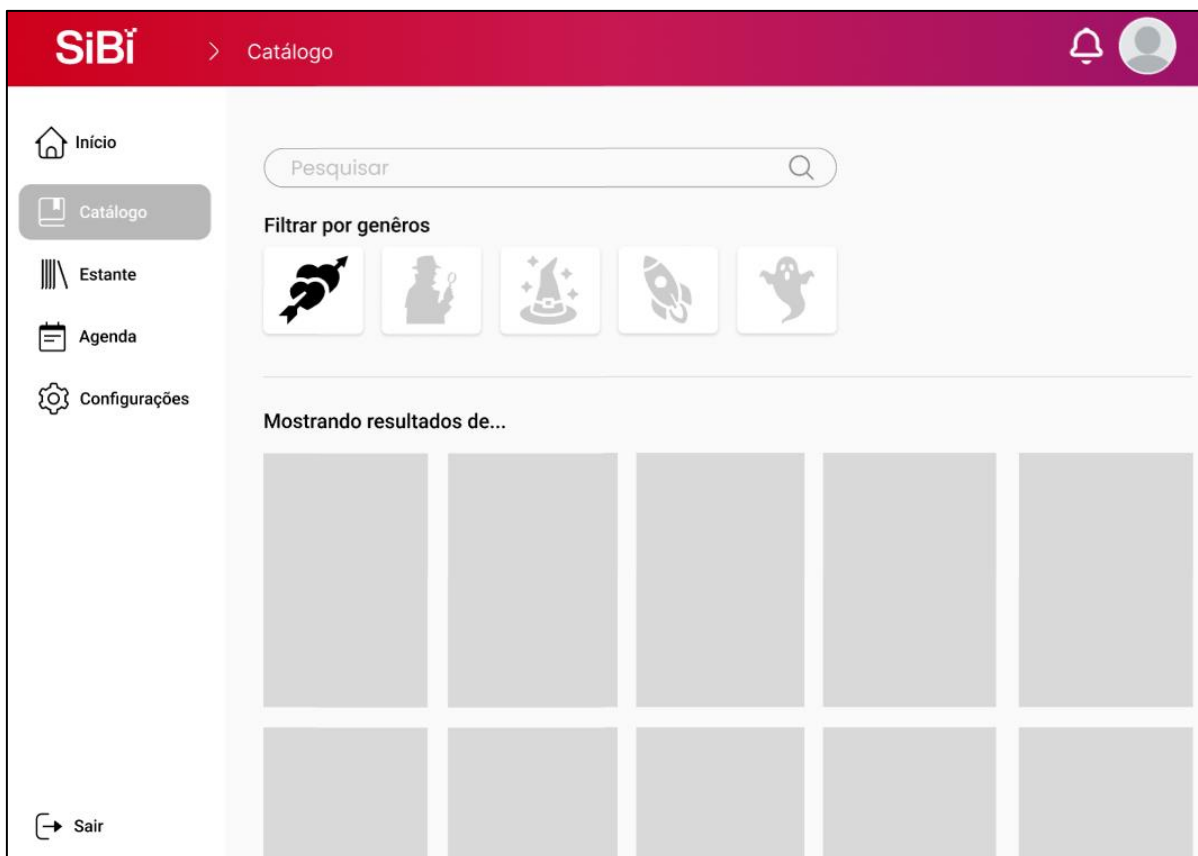 SiBi
Catálogo
Início
Catálogo
Estante
Agenda
Configurações
Sair
Pesquisar
Filtrar por genêros
Mostrando resultados de...